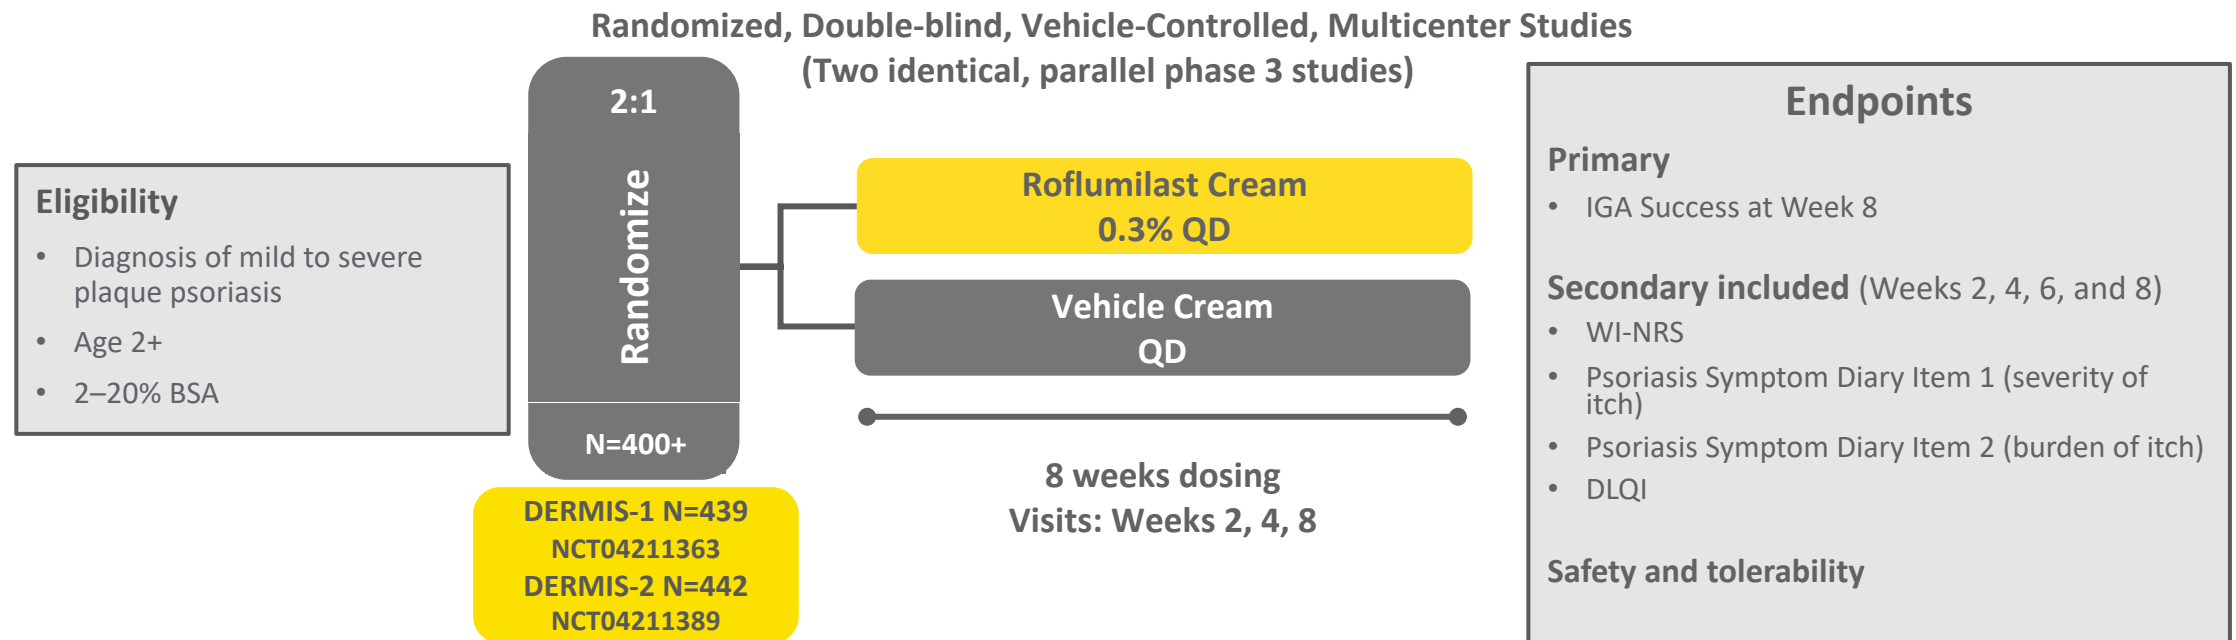 Randomized, Double-blind, Vehicle-Controlled, Multicenter Studies
(Two identical, parallel phase 3 studies)
Eligibility
• Diagnosis of mild to severe
plaque psoriasis
• Age 2+
• 2–20% BSA
2:1
Randomize
N=400+
DERMIS-1 N=439
NCT04211363
DERMIS-2 N=442
NCT04211389
Roflumilast Cream
0.3% QD
Vehicle Cream
QD
8 weeks dosing
Visits: Weeks 2, 4, 8
Endpoints
Primary
• IGA Success at Week 8
Secondary included (Weeks 2, 4, 6, and 8)
• WI-NRS
• Psoriasis Symptom Diary Item 1 (severity of
itch)
• Psoriasis Symptom Diary Item 2 (burden of itch)
• DLQI
Safety and tolerability